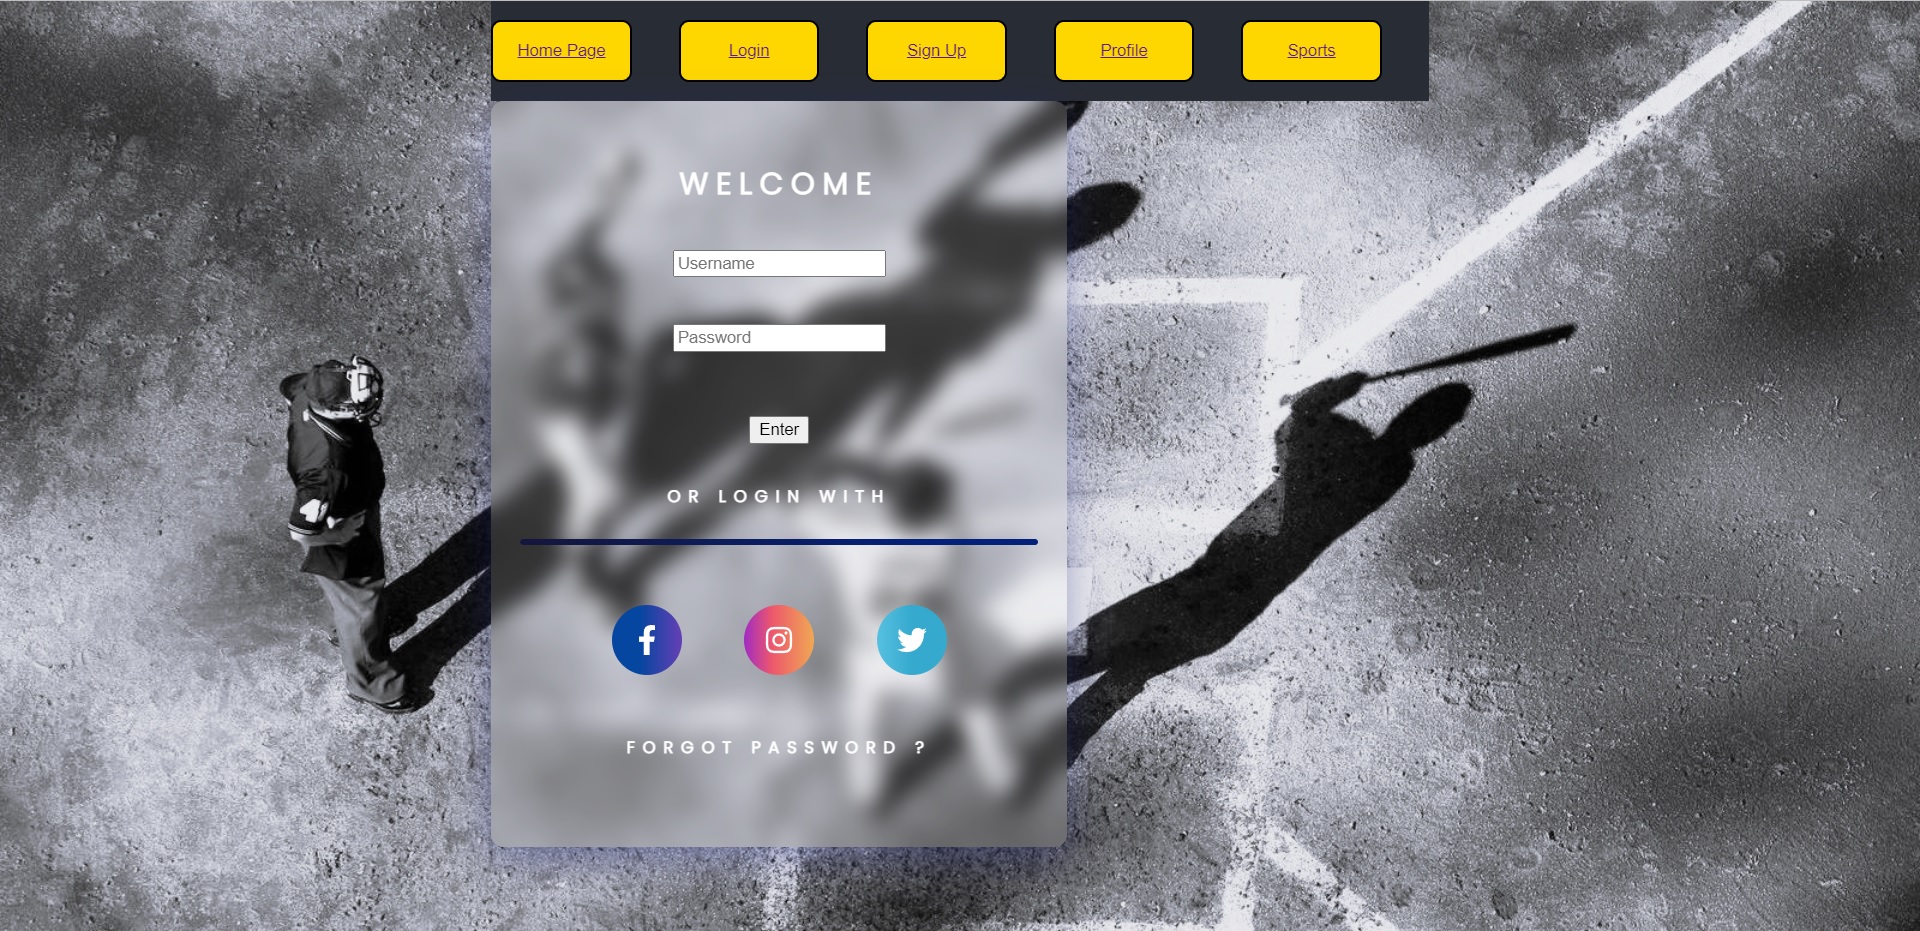 Home Page Login Sign Up Profile Sports
WELCOME
Username
Password
Enter
OR LOGIN WITH
FORGOT PASSWORD ?